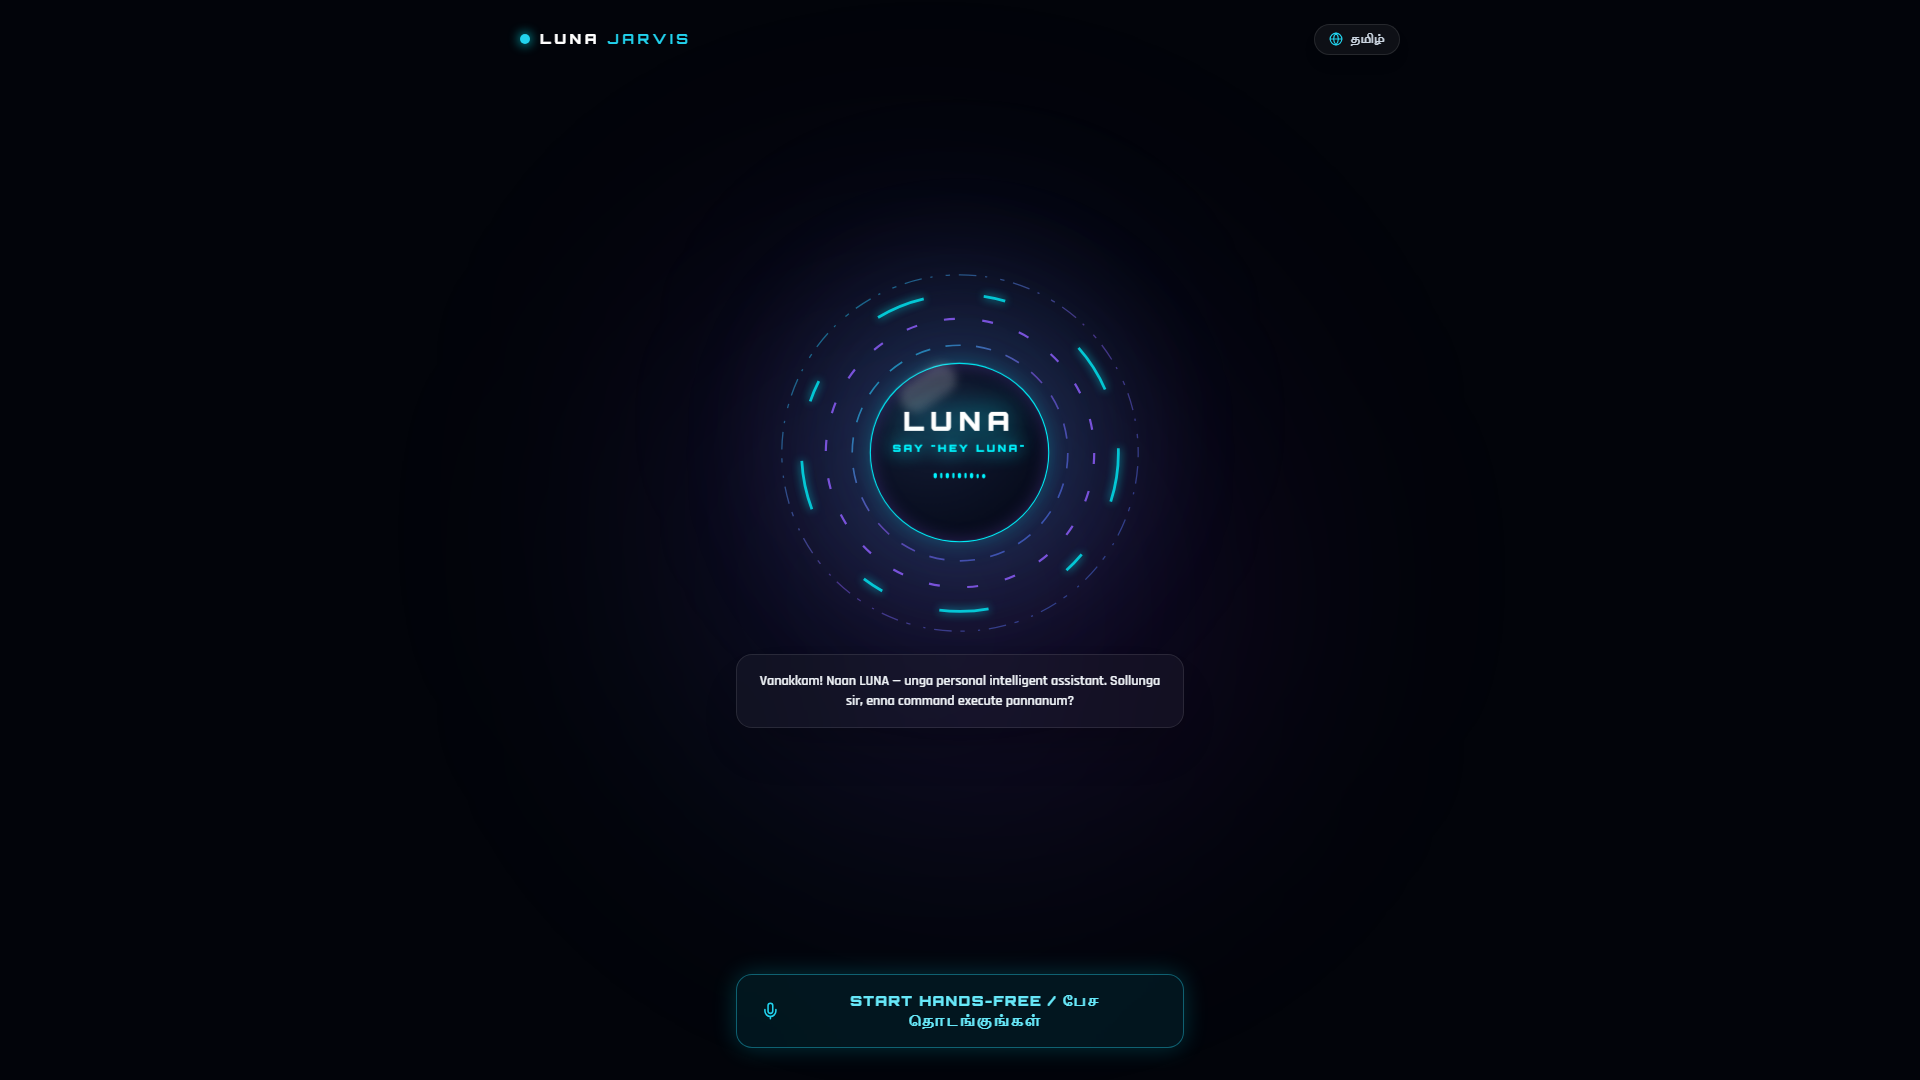 LUNA JARVIS
தமிழ்
LUNA
SAY "HEY LUNA"
Vanakkam! Naan LUNA — unga personal intelligent assistant. Sollunga
sir, enna command execute pannanum?
START HANDS-FREE / பேச
தொடங்குங்கள்